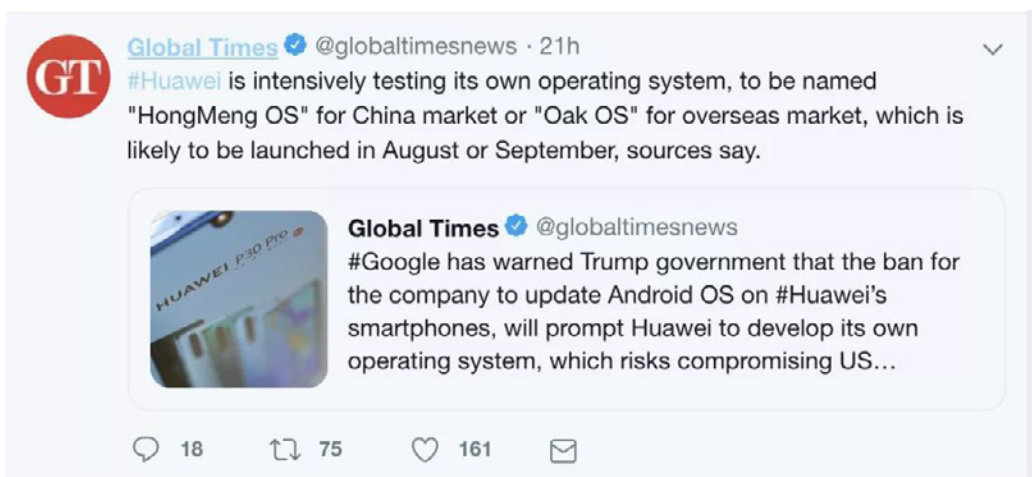 GT
Global Times @globaltimesnews · 21h
#Huawei is intensively testing its own operating system, to be named
"HongMeng OS" for China market or "Oak OS" for overseas market, which is
likely to be launched in August or September, sources say.
HUAWEI P30 Pro
Global Times @globaltimesnews
#Google has warned Trump government that the ban for
the company to update Android OS on #Huawei's
smartphones, will prompt Huawei to develop its own
operating system, which risks compromising US...
18 75 161